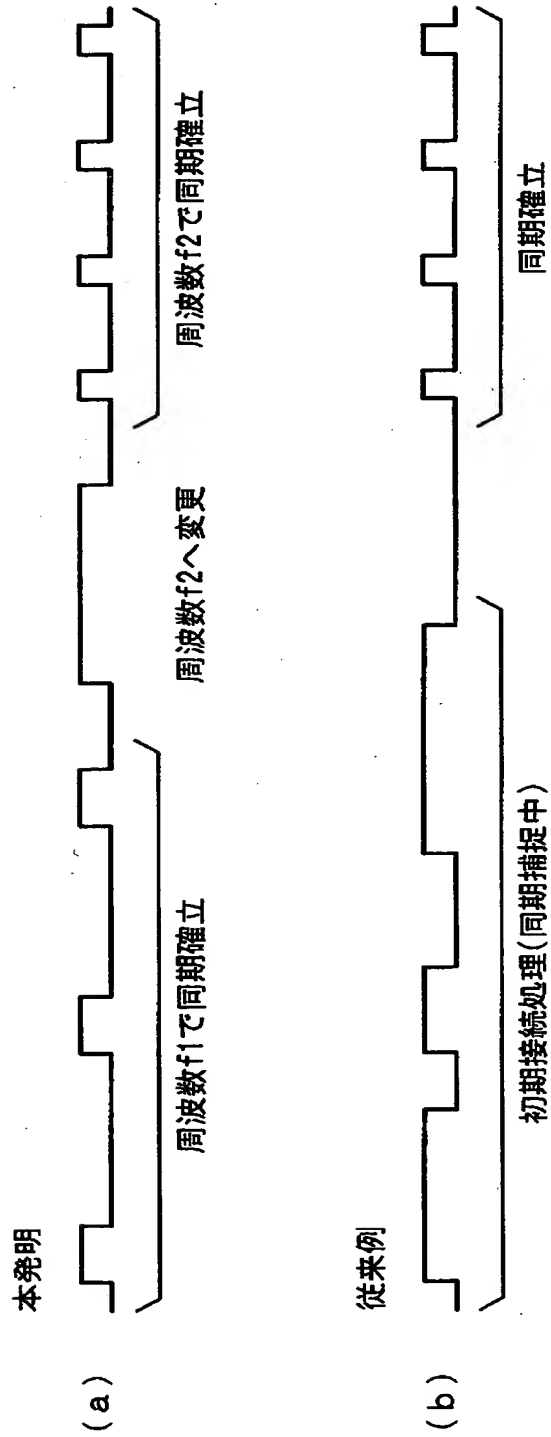 (a)
本発明
周波数f1で同期確立
周波数f2へ変更
周波数f2で同期確立
(b)
従来例
初期接続処理(同期捕捉中)
同期確立